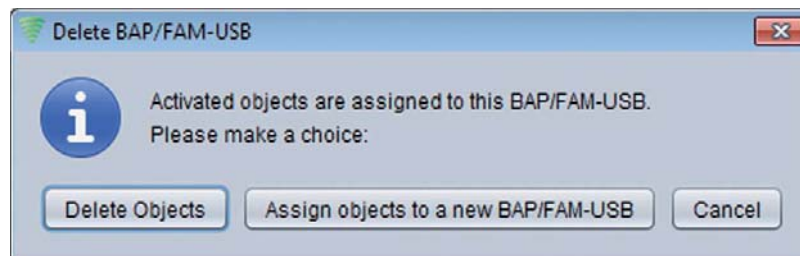 Delete BAP/FAM-USB
Activated objects are assigned to this BAP/FAM-USB.
Please make a choice:
Delete Objects
Assign objects to a new BAP/FAM-USB
Cancel